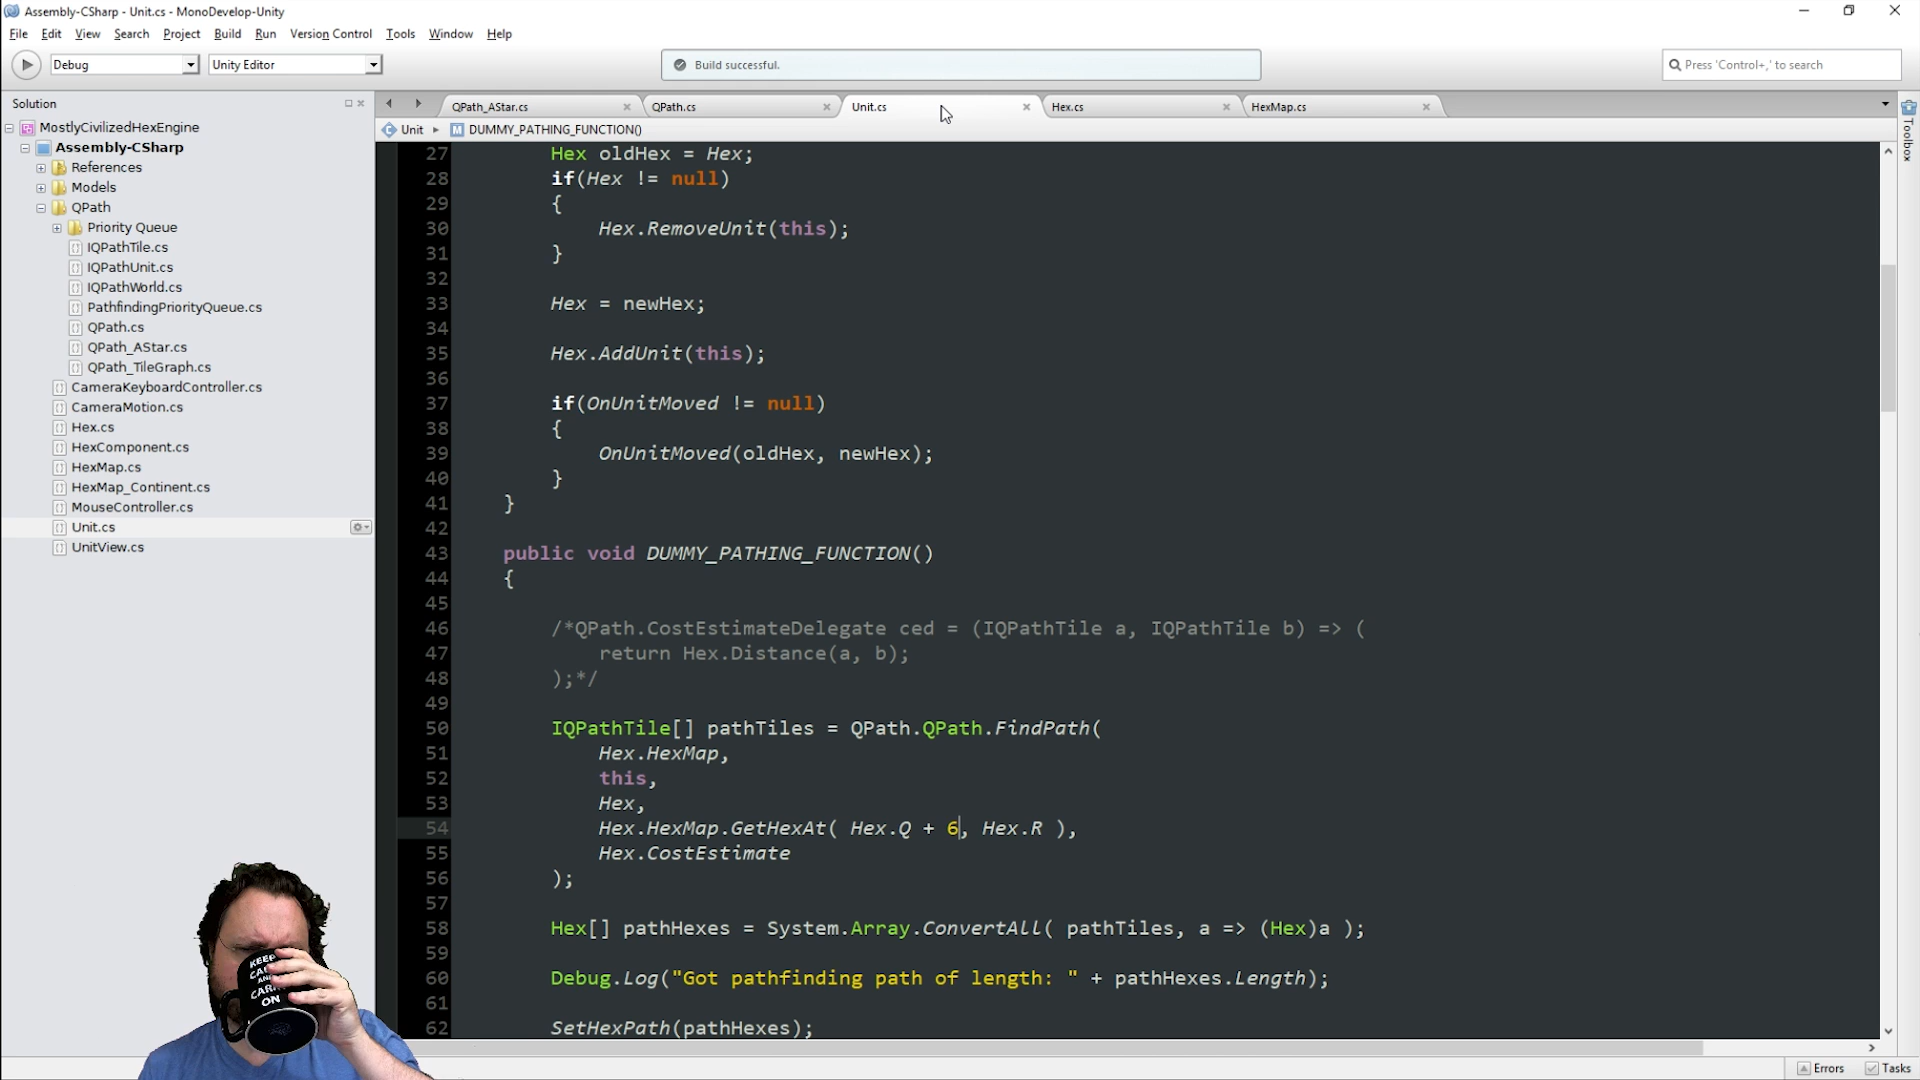 Assembly-CSharp - Unit.cs - MonoDevelop-Unity
File Edit View Search Project Build Run Version Control Tools Window Help
Debug Unity Editor Build successful. Press 'Control+,' to search
Solution
MostlyCivilizedHexEngine
Assembly-CSharp
References
Models
QPath
Priority Queue
IQPathTile.cs
IQPathUnit.cs
IQPathWorld.cs
PathfindingPriorityQueue.cs
QPath.cs
QPath_AStar.cs
QPath_TileGraph.cs
CameraKeyboardController.cs
CameraMotion.cs
Hex.cs
HexComponent.cs
HexMap.cs
HexMap_Continent.cs
MouseController.cs
Unit.cs
UnitView.cs
QPath_AStar.cs QPath.cs Unit.cs Hex.cs HexMap.cs
Unit DUMMY_PATHING_FUNCTION()
27 Hex oldHex = Hex;
28 if(Hex != null)
29 {
30 Hex.RemoveUnit(this);
31 }
32
33 Hex = newHex;
34
35 Hex.AddUnit(this);
36
37 if(OnUnitMoved != null)
38 {
39 OnUnitMoved(oldHex, newHex);
40 }
41 }
42
43 public void DUMMY_PATHING_FUNCTION()
44 {
45
46 /*QPath.CostEstimateDelegate ced = (IQPathTile a, IQPathTile b) => (
47 return Hex.Distance(a, b);
48 );*/
49
50 IQPathTile[] pathTiles = QPath.QPath.FindPath(
51 Hex.HexMap,
52 this,
53 Hex,
54 Hex.HexMap.GetHexAt( Hex.Q + 6, Hex.R ),
55 Hex.CostEstimate
56 );
57
58 Hex[] pathHexes = System.Array.ConvertAll( pathTiles, a => (Hex)a );
59
60 Debug.Log("Got pathfinding path of length: " + pathHexes.Length);
61
62 SetHexPath(pathHexes);
Toolbox
KEEP
CA
AND
CARR
ON
Errors Tasks